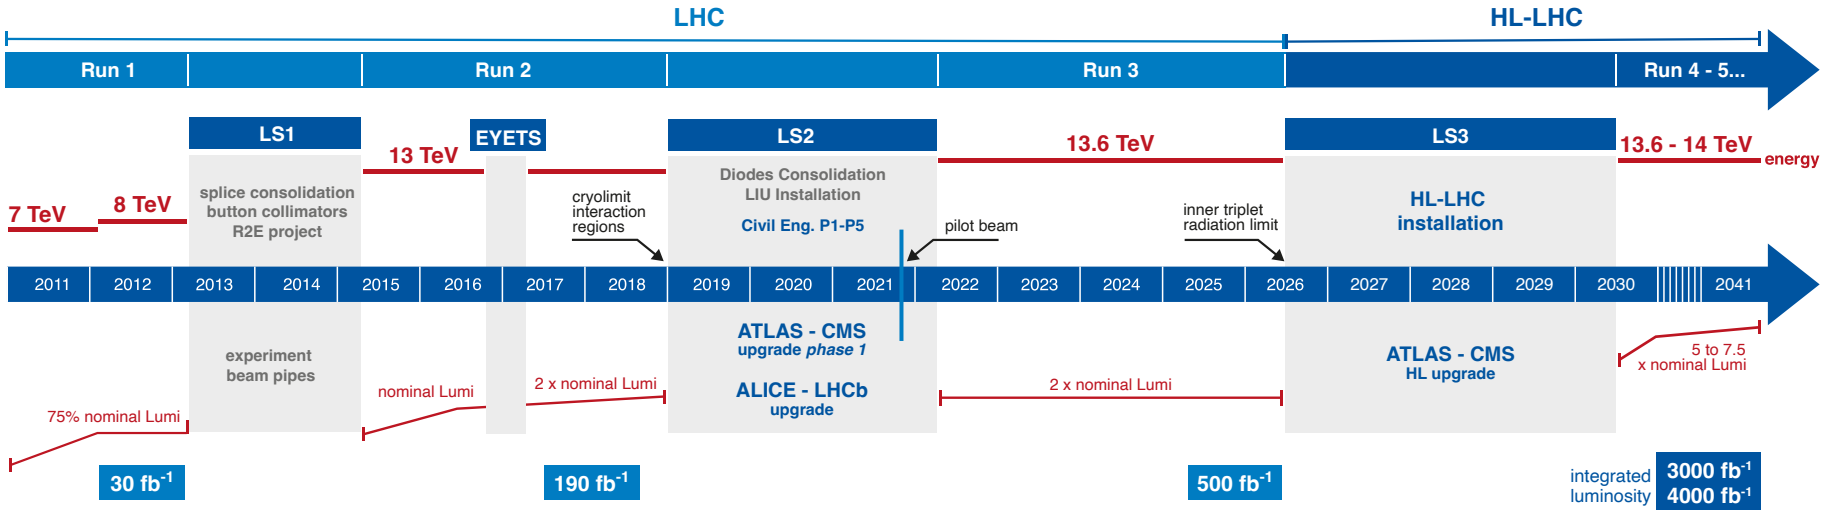 LHC
HL-LHC
Run 1
Run 2
Run 3
Run 4 - 5...
LS1
EYETS
LS2
LS3
13 TeV
13.6 TeV
13.6 - 14 TeV
energy
7 TeV
8 TeV
splice consolidation
button collimators
R2E project
cryolimit
interaction
regions
Diodes Consolidation
LIU Installation
Civil Eng. P1-P5
pilot beam
inner triplet
radiation limit
HL-LHC
installation
2011
2012
2013
2014
2015
2016
2017
2018
2019
2020
2021
2022
2023
2024
2025
2026
2027
2028
2029
2030
2041
experiment
beam pipes
75% nominal Lumi
nominal Lumi
2 x nominal Lumi
ATLAS - CMS
upgrade phase 1
ALICE - LHCb
upgrade
2 x nominal Lumi
ATLAS - CMS
HL upgrade
5 to 7.5
x nominal Lumi
30 fb⁻¹
190 fb⁻¹
500 fb⁻¹
integrated
luminosity
3000 fb⁻¹
4000 fb⁻¹